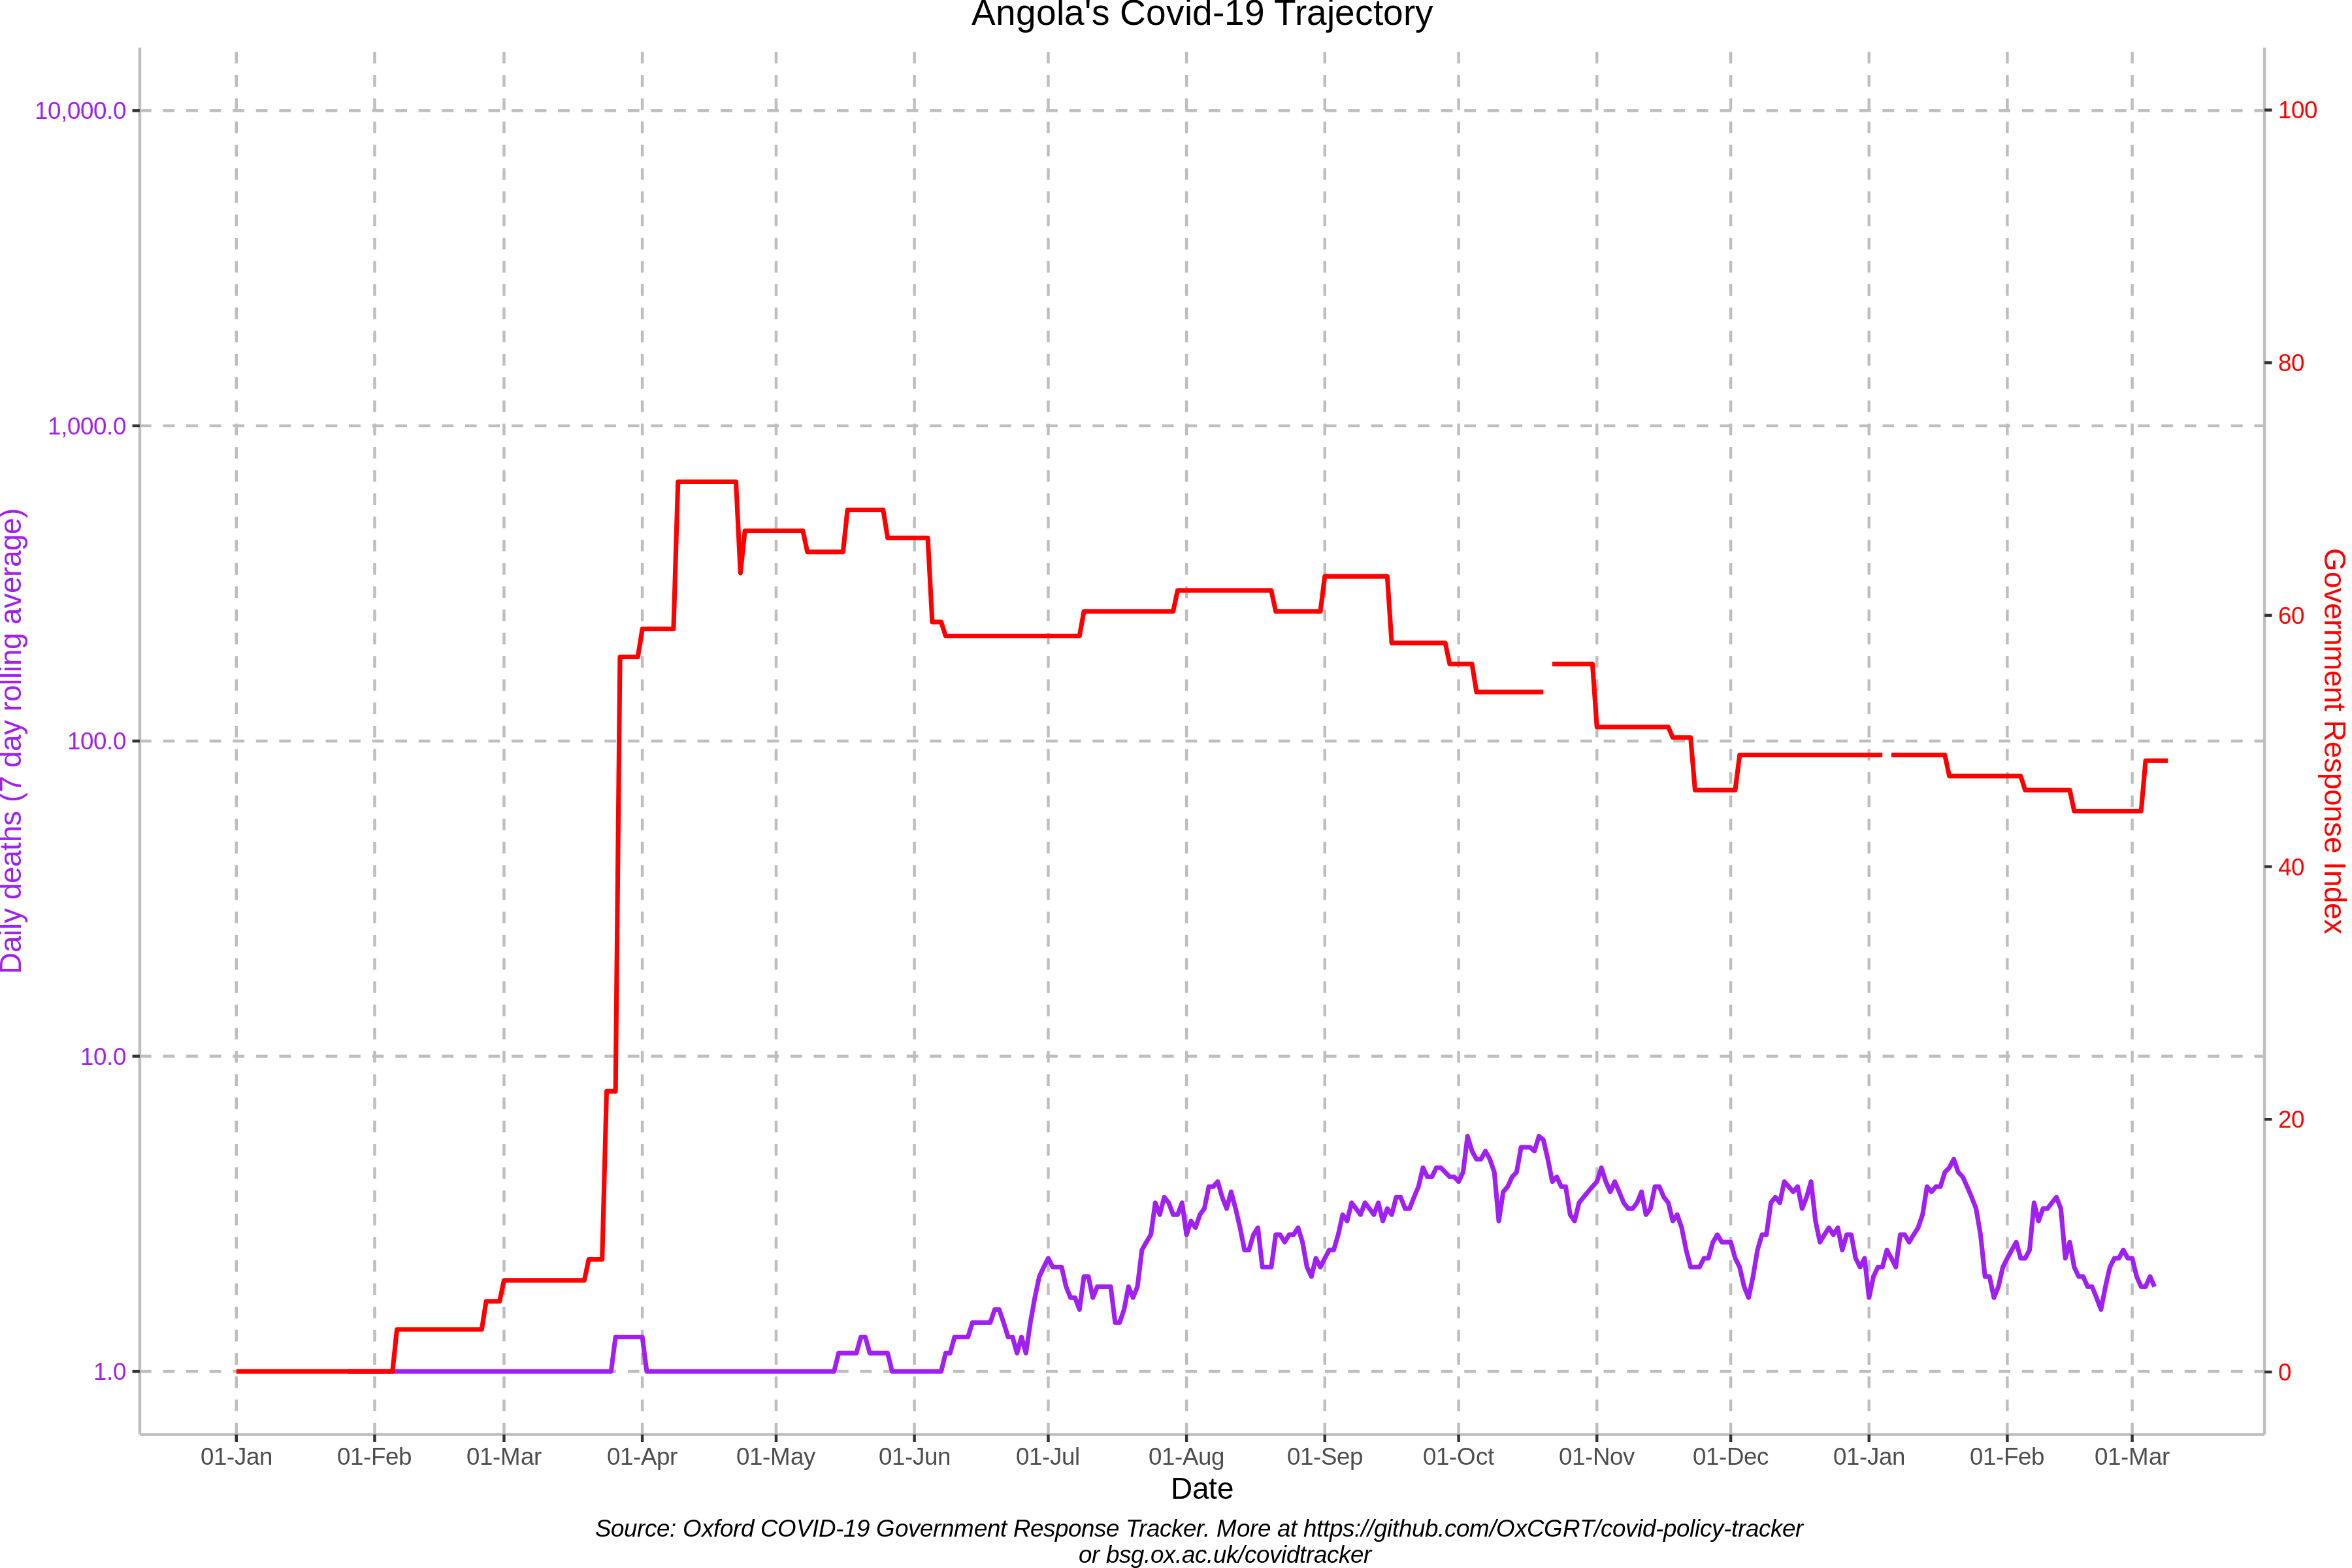 Angola's Covid-19 Trajectory
10,000.0
1,000.0
100.0
10.0
1.0
Daily deaths (7 day rolling average)
100
80
60
40
20
0
Government Response Index
01-Jan 01-Feb 01-Mar 01-Apr 01-May 01-Jun 01-Jul 01-Aug 01-Sep 01-Oct 01-Nov 01-Dec 01-Jan 01-Feb 01-Mar
Date
Source: Oxford COVID-19 Government Response Tracker. More at https://github.com/OxCGRT/covid-policy-tracker
or bsg.ox.ac.uk/covidtracker